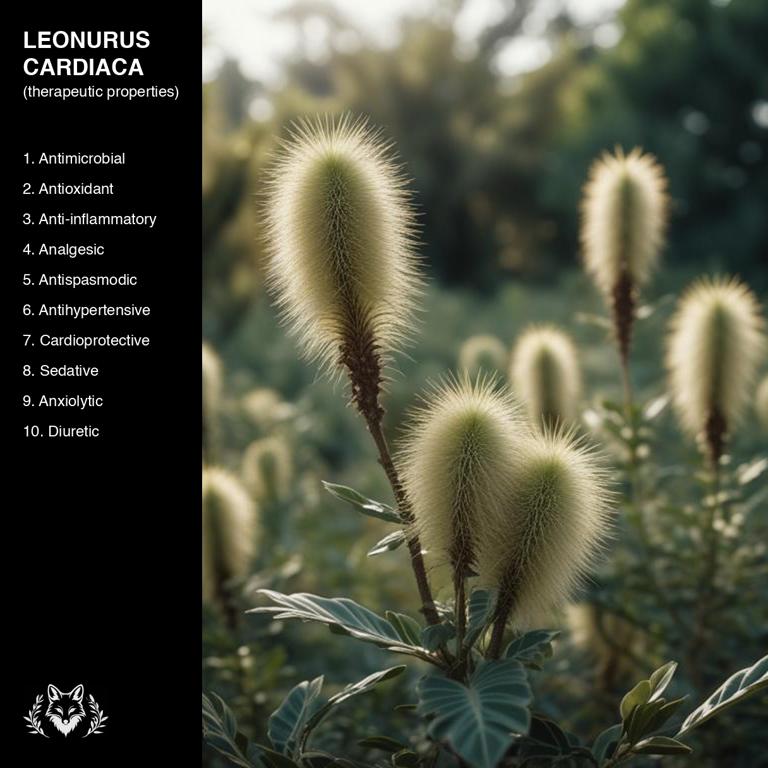 LEONURUS
CARDIACA
(therapeutic properties)
1. Antimicrobial
2. Antioxidant
3. Anti-inflammatory
4. Analgesic
5. Antispasmodic
6. Antihypertensive
7. Cardioprotective
8. Sedative
9. Anxiolytic
10. Diuretic